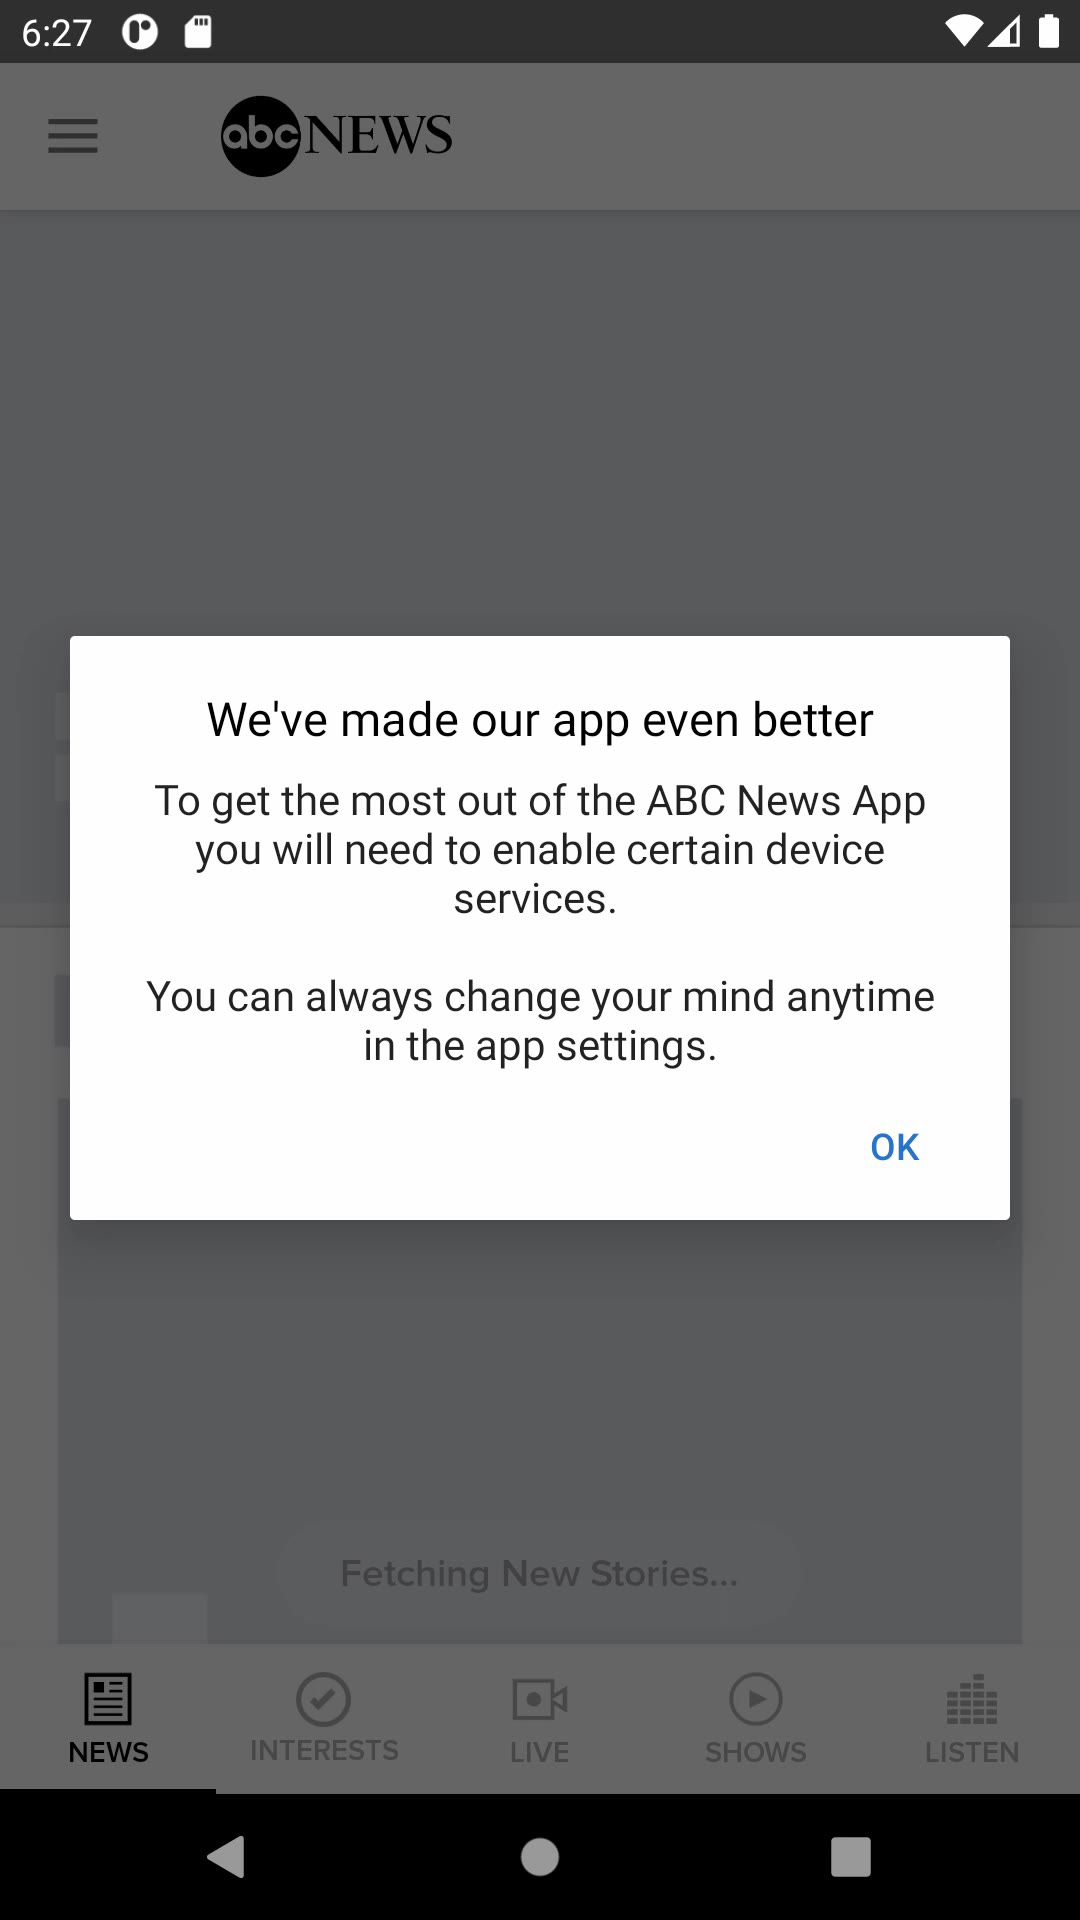 6:27
abc NEWS
We've made our app even better
To get the most out of the ABC News App
you will need to enable certain device
services.
You can always change your mind anytime
in the app settings.
OK
Fetching New Stories...
NEWS
INTERESTS
LIVE
SHOWS
LISTEN